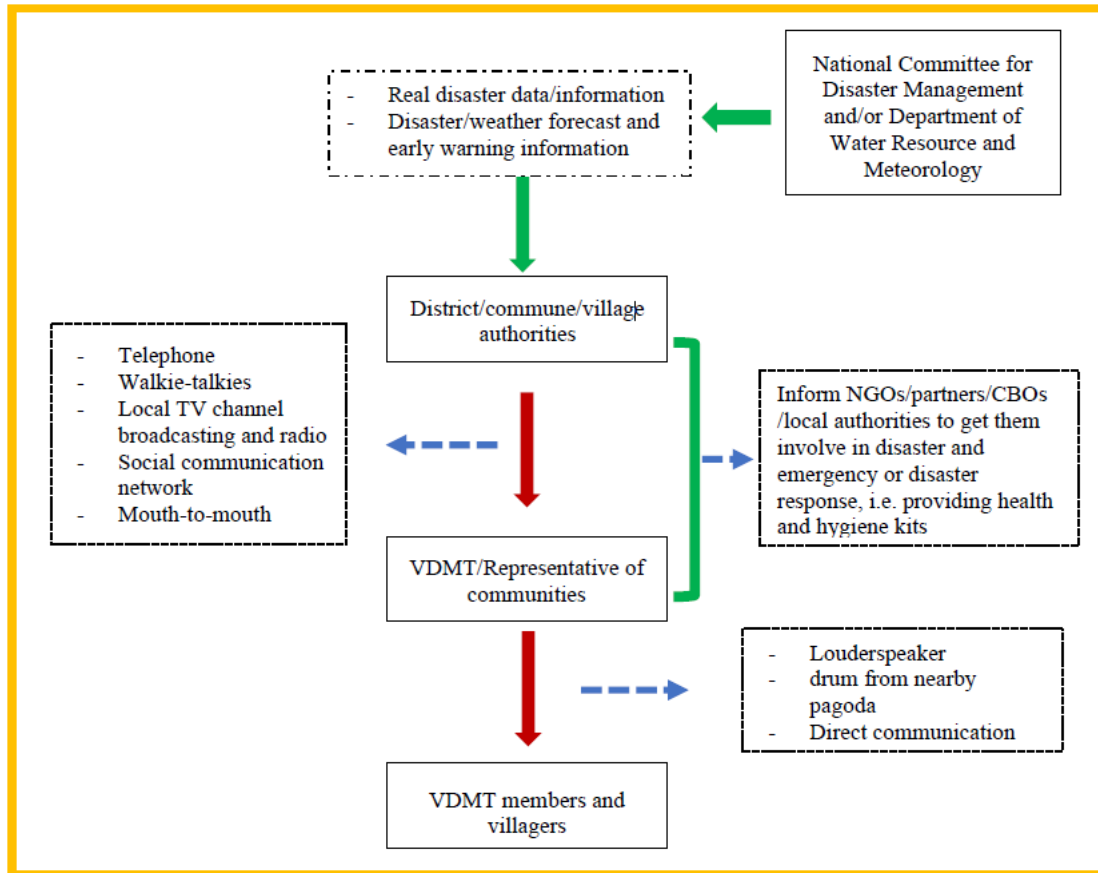 - Real disaster data/information
- Disaster/weather forecast and
early warning information
National Committee for
Disaster Management
and/or Department of
Water Resource and
Meteorology
District/commune/village
authorities
- Telephone
- Walkie-talkies
- Local TV channel
broadcasting and radio
- Social communication
network
- Mouth-to-mouth
Inform NGOs/partners/CBOs
/local authorities to get them
involve in disaster and
emergency or disaster
response, i.e. providing health
and hygiene kits
VDMT/Representative of
communities
- Louderspeaker
- drum from nearby
pagoda
- Direct communication
VDMT members and
villagers